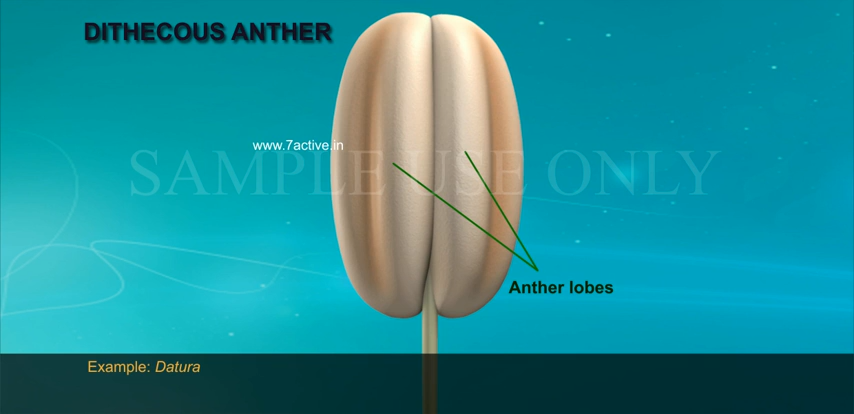 DITHECOUS ANTHER
www.7active.in
SAMPLE USE ONLY
Anther lobes
Example: Datura